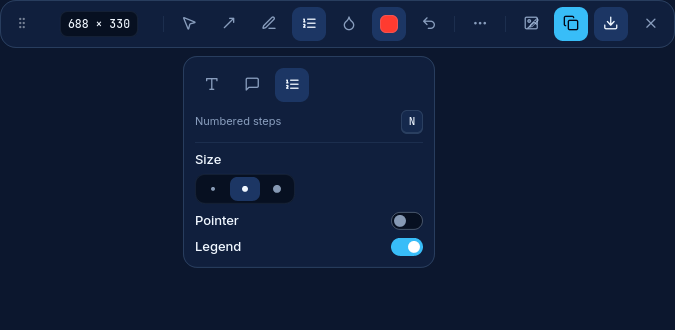 688 × 330
Numbered steps
N
Size
Pointer
Legend